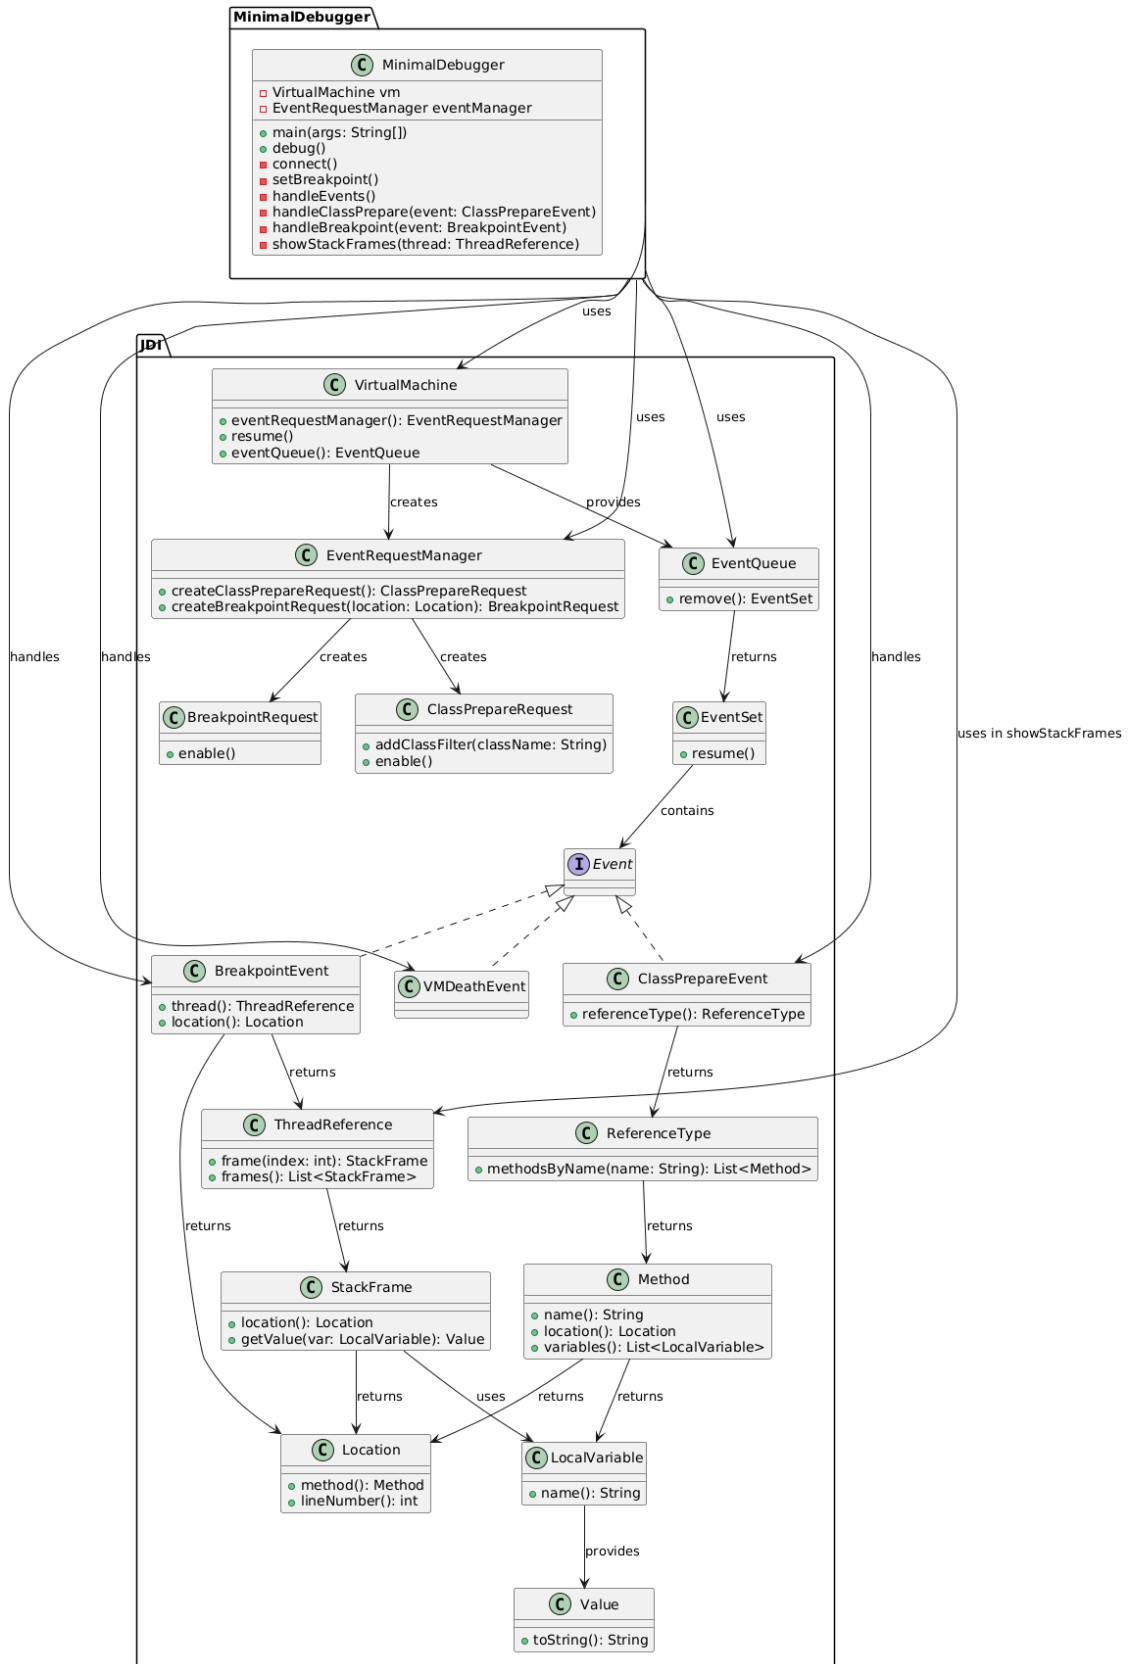 MinimalDebugger
C MinimalDebugger
VirtualMachine vm
EventRequestManager eventManager
main(args: String[])
debug()
connect()
setBreakpoint()
handleEvents()
handleClassPrepare(event: ClassPrepareEvent)
handleBreakpoint(event: BreakpointEvent)
showStackFrames(thread: ThreadReference)
uses
JDI
C VirtualMachine
eventRequestManager(): EventRequestManager
resume()
eventQueue(): EventQueue
uses
uses
creates
provides
C EventRequestManager
createClassPrepareRequest(): ClassPrepareRequest
createBreakpointRequest(location: Location): BreakpointRequest
C EventQueue
remove(): EventSet
handles
handles
creates
creates
returns
handles
C BreakpointRequest
enable()
C ClassPrepareRequest
addClassFilter(className: String)
enable()
C EventSet
resume()
uses in showStackFrames
contains
I Event
C BreakpointEvent
thread(): ThreadReference
location(): Location
C VMDeathEvent
C ClassPrepareEvent
referenceType(): ReferenceType
returns
returns
C ThreadReference
frame(index: int): StackFrame
frames(): List<StackFrame>
C ReferenceType
methodsByName(name: String): List<Method>
returns
returns
returns
C StackFrame
location(): Location
getValue(var: LocalVariable): Value
C Method
name(): String
location(): Location
variables(): List<LocalVariable>
returns
uses
returns
returns
C Location
method(): Method
lineNumber(): int
C LocalVariable
name(): String
provides
C Value
toString(): String